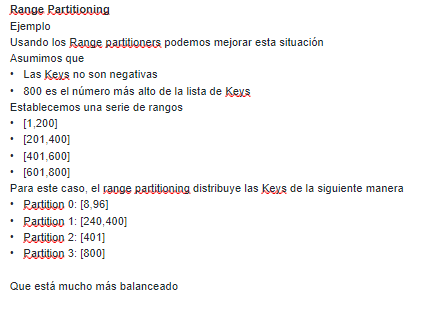 Range Partitioning
Ejemplo
Usando los Range partitioners podemos mejorar esta situación
Asumimos que
• Las Keys no son negativas
• 800 es el número más alto de la lista de Keys
Establecemos una serie de rangos
• [1,200]
• [201,400]
• [401,600]
• [601,800]
Para este caso, el range partitioning distribuye las Keys de la siguiente manera
• Partition 0: [8,96]
• Partition 1: [240,400]
• Partition 2: [401]
• Partition 3: [800]
Que está mucho más balanceado